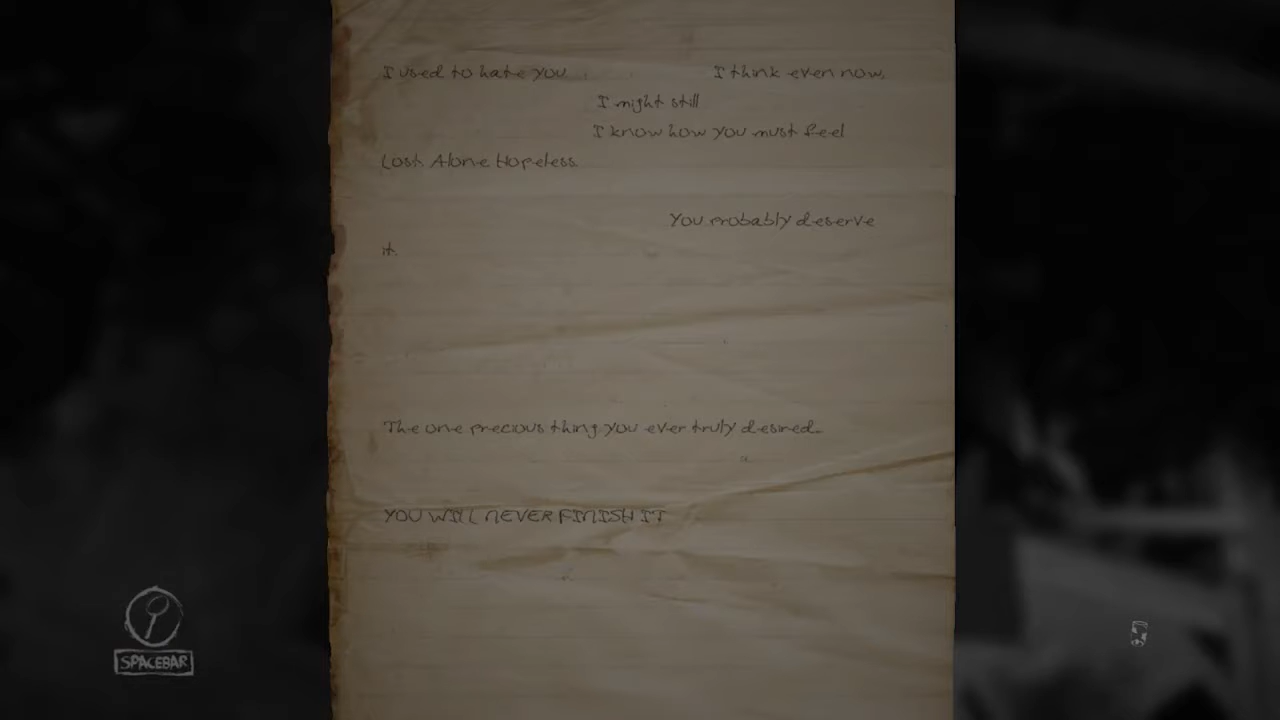 I used to hate you I think even now,
I might still
I know how you must feel
Lost. Alone. Hopeless.
You probably deserve
it.
The one precious thing you ever truly desired...
YOU WILL NEVER FINISH IT
SPACEBAR